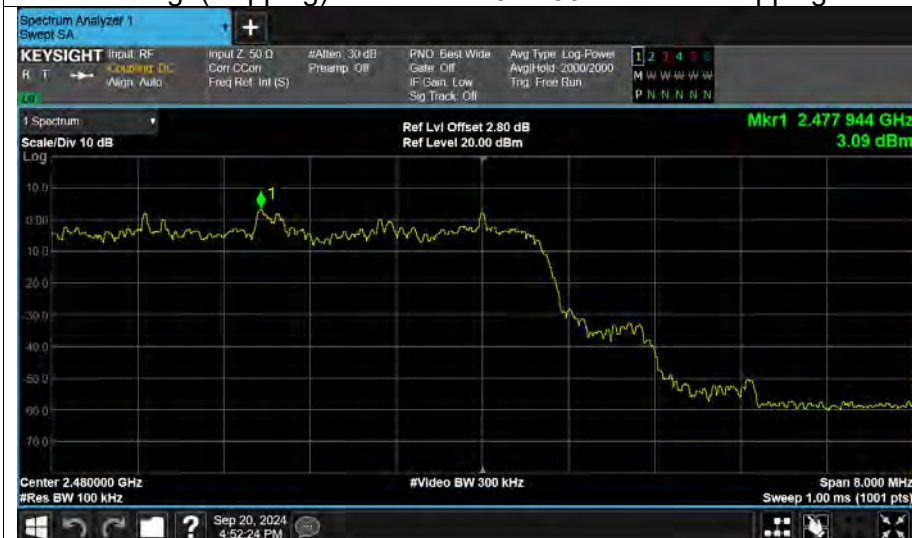 Spectrum Analyzer 1
Swept SA
+
KEYSIGHT Input: RF
Coupling: DC
Align: Auto
Input Z: 50 Ω
Corr CCorr
Freq Ref: Int (S)
#Atten: 30 dB
Preamp: Off
PNO: Best Wide
Gate: Off
IF Gain: Low
Sig Track: Off
Avg Type: Log-Power
Avg|Hold: 2000/2000
Trig: Free Run
1 2 3 4 5 6
M W W W W W
P N N N N N
R T
1 Spectrum
Scale/Div 10 dB
Log
Ref Lvl Offset 2.80 dB
Ref Level 20.00 dBm
Mkr1 2.477 944 GHz
3.09 dBm
1
10.0
0.00
-10.0
-20.0
-30.0
-40.0
-50.0
-60.0
-70.0
Center 2.480000 GHz
#Res BW 100 kHz
#Video BW 300 kHz
Span 8.000 MHz
Sweep 1.00 ms (1001 pts)
?
Sep 20, 2024
4:52:24 PM